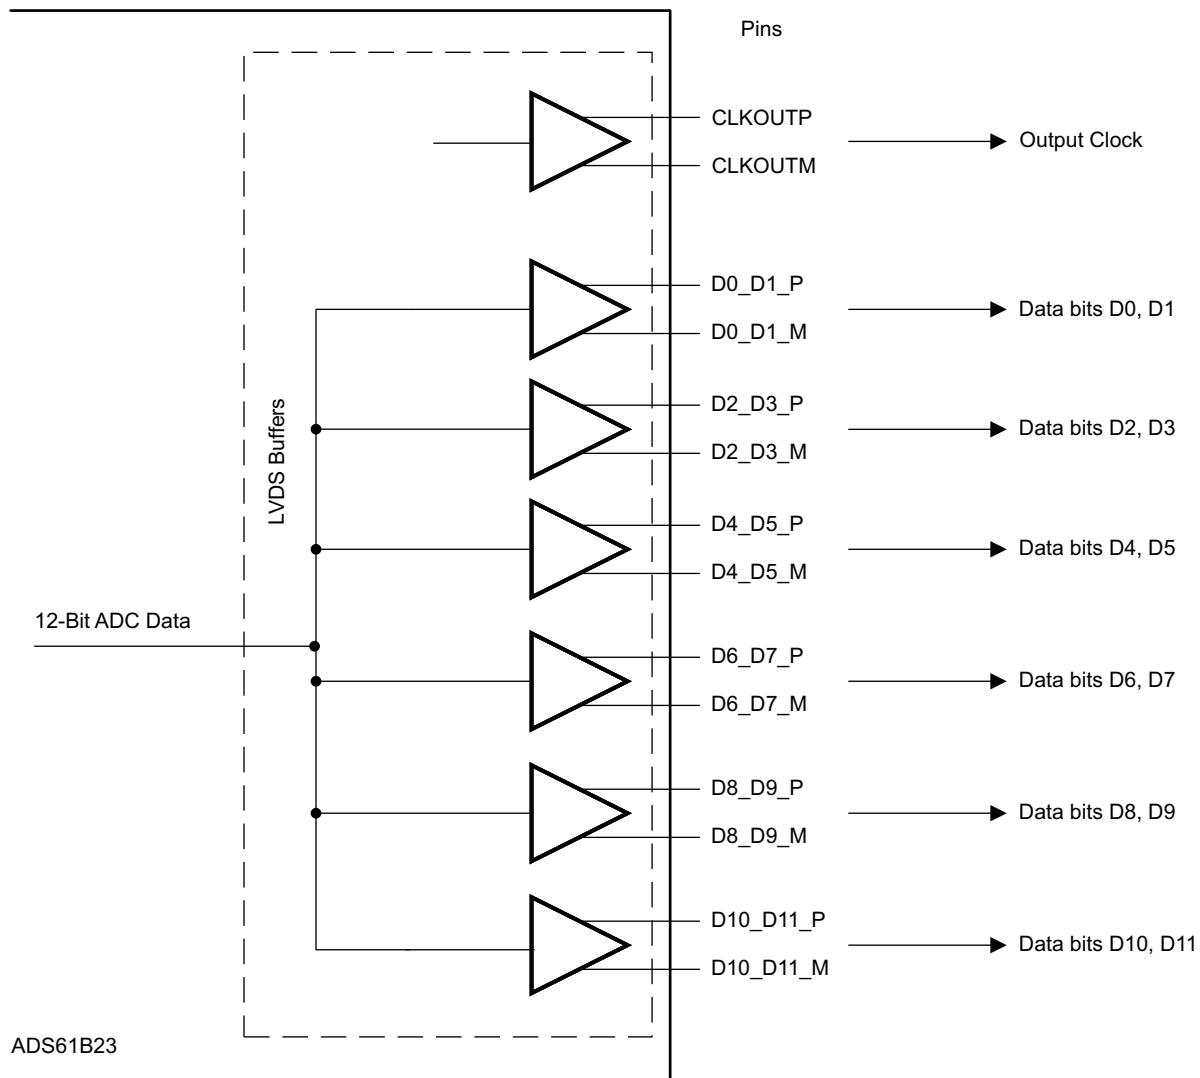 Pins
CLKOUTP
Output Clock
CLKOUTM
D0_D1_P
Data bits D0, D1
D0_D1_M
D2_D3_P
Data bits D2, D3
D2_D3_M
LVDS Buffers
D4_D5_P
Data bits D4, D5
D4_D5_M
12-Bit ADC Data
D6_D7_P
Data bits D6, D7
D6_D7_M
D8_D9_P
Data bits D8, D9
D8_D9_M
D10_D11_P
Data bits D10, D11
D10_D11_M
ADS61B23